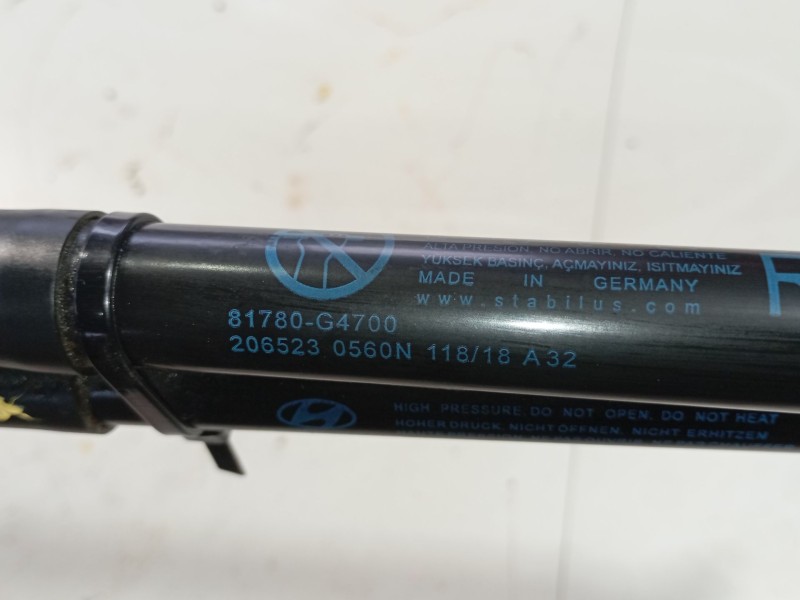 ALTA PRESION, NO ABRIR, NO CALIENTE
YÜKSEK BASINÇ, AÇMAYINIZ, ISITMAYINIZ
MADE IN GERMANY
www.stabilus.com
81780-G4700
206523 0560N 118/18 A32
HIGH PRESSURE, DO NOT OPEN, DO NOT HEAT
HOHER DRUCK, NICHT ÖFFNEN, NICHT ERHITZEN